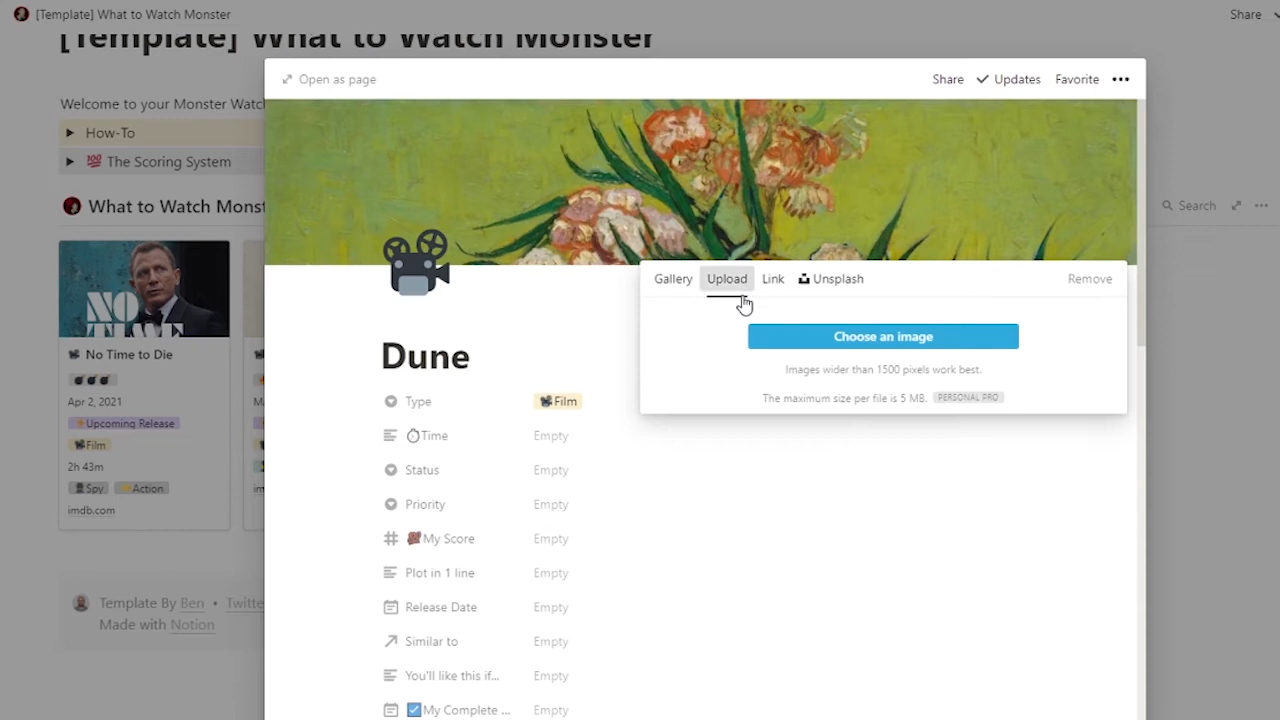 [Template] What to Watch Monster
Share
[Template] What to Watch Monster
Open as page
Share
Updates
Favorite
Welcome to your Monster Watch
How-To
💯 The Scoring System
What to Watch Monst
Search
NO
TIME
No Time to Die
Apr 2, 2021
Upcoming Release
Film
2h 43m
Spy
Action
imdb.com
Gallery
Upload
Link
Unsplash
Remove
Choose an image
Images wider than 1500 pixels work best.
The maximum size per file is 5 MB.
PERSONAL PRO
Dune
Type
Film
Time
Empty
Status
Empty
Priority
Empty
My Score
Empty
Plot in 1 line
Empty
Release Date
Empty
Similar to
Empty
You'll like this if...
Empty
My Complete ...
Empty
Template By Ben • Twitte
Made with Notion